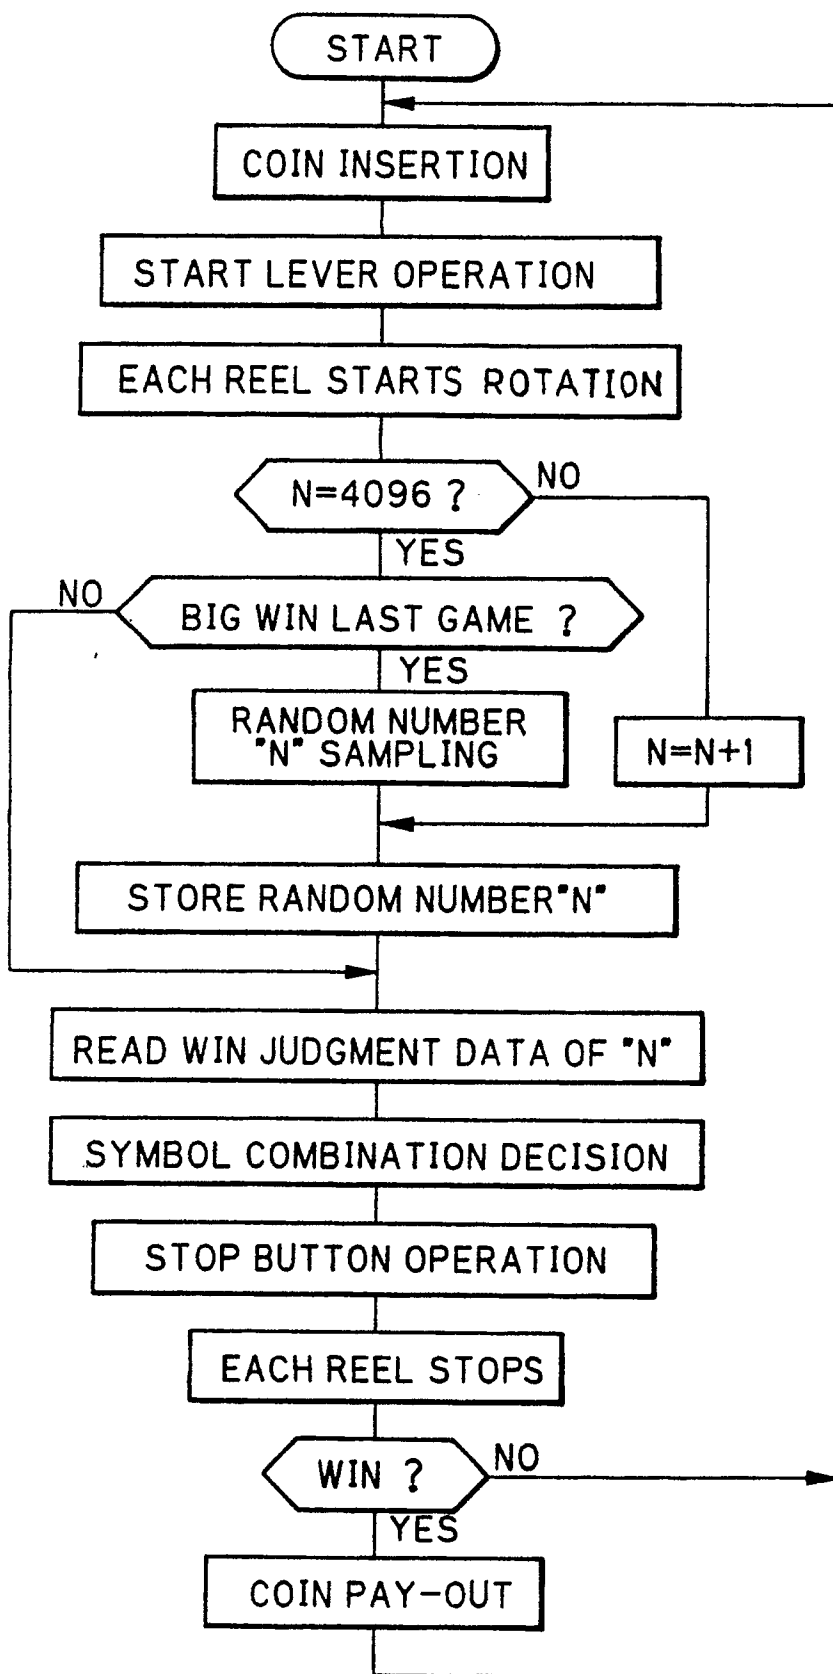 START
COIN INSERTION
START LEVER OPERATION
EACH REEL STARTS ROTATION
N=4096 ?
NO
YES
NO
BIG WIN LAST GAME ?
YES
RANDOM NUMBER
"N" SAMPLING
N=N+1
STORE RANDOM NUMBER "N"
READ WIN JUDGMENT DATA OF "N"
SYMBOL COMBINATION DECISION
STOP BUTTON OPERATION
EACH REEL STOPS
WIN ?
NO
YES
COIN PAY-OUT